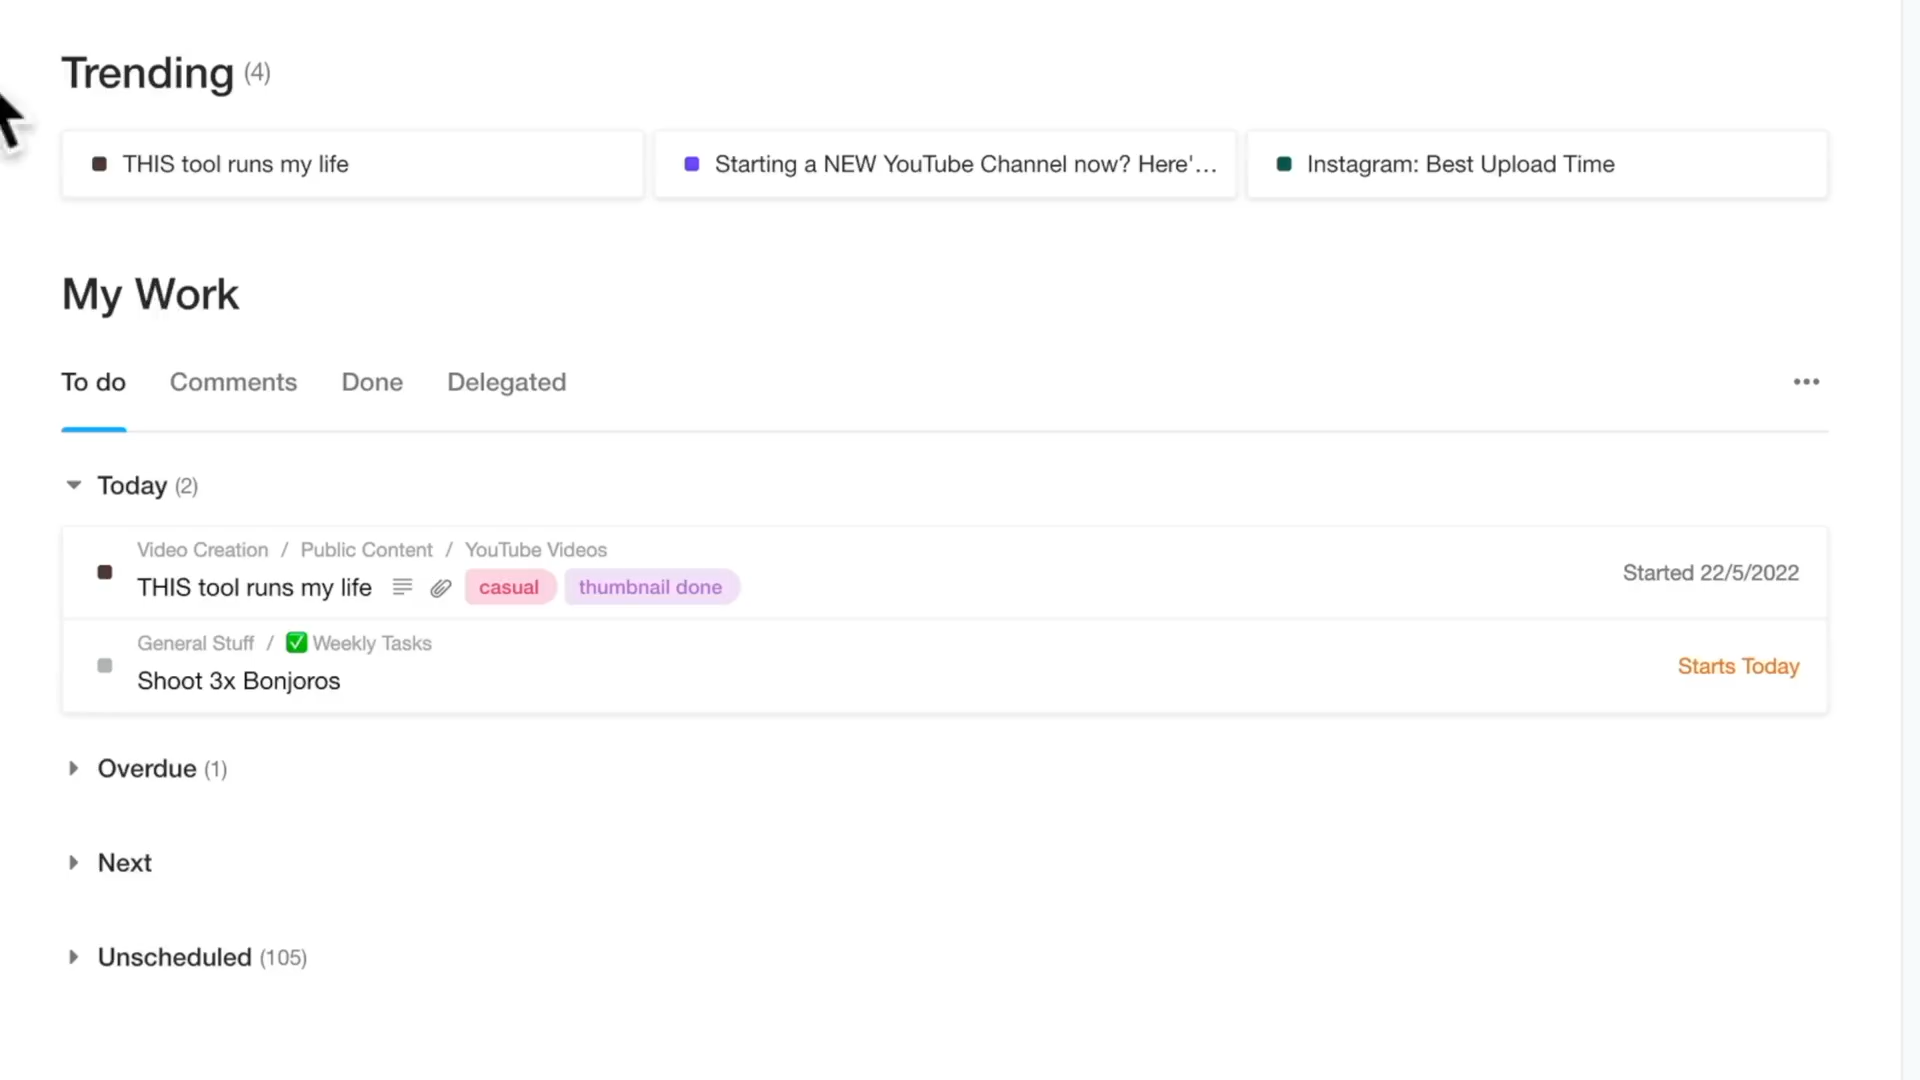 Trending (4)
THIS tool runs my life
Starting a NEW YouTube Channel now? Here'...
Instagram: Best Upload Time
My Work
To do Comments Done Delegated
Today (2)
Video Creation / Public Content / YouTube Videos
THIS tool runs my life casual thumbnail done
Started 22/5/2022
General Stuff / ✅ Weekly Tasks
Shoot 3x Bonjoros
Starts Today
Overdue (1)
Next
Unscheduled (105)